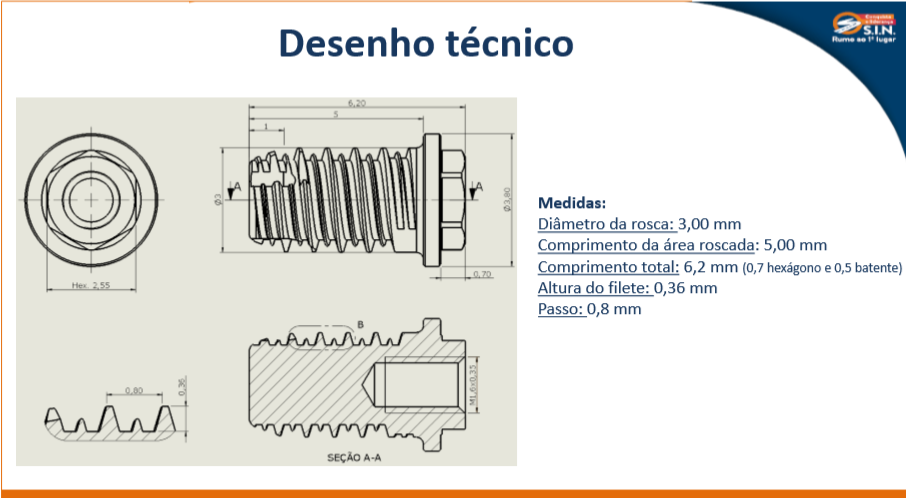 Desenho técnico
Conquista
e liderança
S.I.N.
Rumo ao 1º lugar
6,20
5
1
A
A
Ø3
Ø3,80
0,70
Hex. 2,55
Medidas:
Diâmetro da rosca: 3,00 mm
Comprimento da área roscada: 5,00 mm
Comprimento total: 6,2 mm (0,7 hexágono e 0,5 batente)
Altura do filete: 0,36 mm
Passo: 0,8 mm
B
0,80
0,36
M1,6x0,35
SEÇÃO A-A